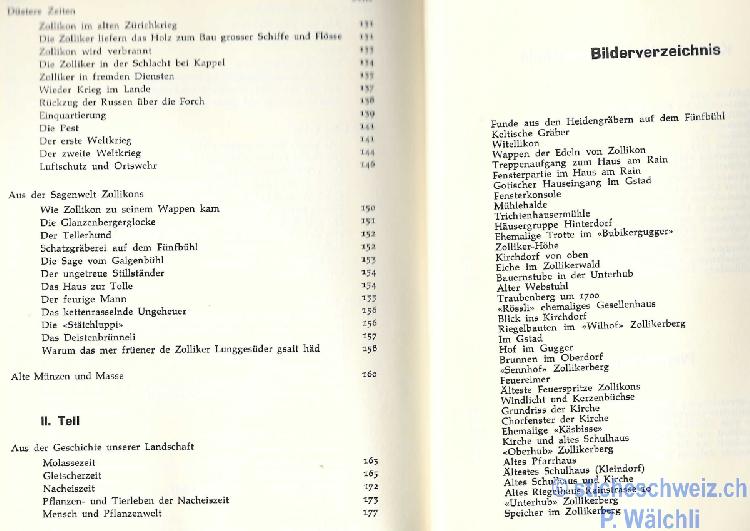 Düstere Zeiten
Zollikon im alten Zürichkrieg 131
Die Zolliker liefern das Holz zum Bau grosser Schiffe und Flösse 131
Zollikon wird verbrannt 133
Die Zolliker in der Schlacht bei Kappel 134
Zolliker in fremden Diensten 135
Wieder Krieg im Lande 137
Rückzug der Russen über die Forch 138
Einquartierung 139
Die Pest 141
Der erste Weltkrieg 141
Der zweite Weltkrieg 144
Luftschutz und Ortswehr 146
Aus der Sagenwelt Zollikons
Wie Zollikon zu seinem Wappen kam 150
Die Glanzenbergerglocke 151
Der Tellerhund 152
Schatzgräberei auf dem Fünfbühl 152
Die Sage vom Galgenbühl 153
Der ungetreue Stillständer 154
Das Haus zur Tolle 154
Der feurige Mann 155
Das kettenrasselnde Ungeheuer 156
Die «Stälchluppi» 156
Das Deistenbrünneli 157
Warum das mer früener de Zolliker Lunggesüder gsait häd 158
Alte Münzen und Masse 160
II. Teil
Aus der Geschichte unserer Landschaft
Molassezeit 163
Gletscherzeit 165
Nacheiszeit 172
Pflanzen- und Tierleben der Nacheiszeit 173
Mensch und Pflanzenwelt 177
Bilderverzeichnis
Funde aus den Heidengräbern auf dem Fünfbühl
Keltische Gräber
Witellikon
Wappen der Edeln von Zollikon
Treppenaufgang zum Haus am Rain
Fensterpartie im Haus am Rain
Gotischer Hauseingang im Gstad
Fensterkonsole
Mühlehalde
Trichtenhausermühle
Häusergruppe Hinterdorf
Ehemalige Trotte im «Bubikergugger»
Zolliker-Höhe
Kirchdorf von oben
Eiche im Zollikerwald
Bauernstube in der Unterhub
Alter Webstuhl
Traubenberg um 1700
«Rössli» ehemaliges Gesellenhaus
Blick ins Kirchdorf
Riegelbauten im «Wilhof» Zollikerberg
Im Gstad
Hof im Gugger
Brunnen im Oberdorf
«Sennhof» Zollikerberg
Feuereimer
Älteste Feuerspritze Zollikons
Windlicht und Kerzenbüchse
Grundriss der Kirche
Chorfenster der Kirche
Ehemalige «Käsbisse»
Kirche und altes Schulhaus
«Oberhub» Zollikerberg
Altes Pfarrhaus
Ältestes Schulhaus (Kleindorf)
Altes Schulhaus und Kirche
Altes Riegelhaus Rainstrasse 40
«Unterhub» Zollikerberg
Speicher im Zollikerberg
© sticheschweiz.ch
P. Wälchli